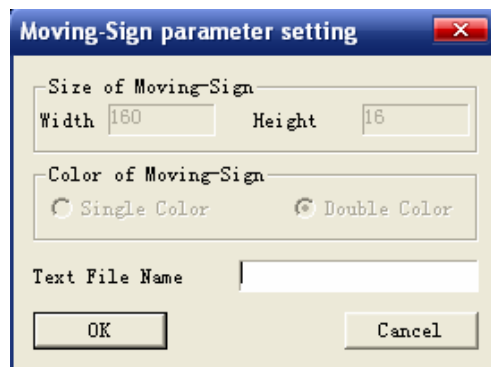 Moving-Sign parameter setting
Size of Moving-Sign
Width 160 Height 16
Color of Moving-Sign
Single Color Double Color
Text File Name
OK Cancel